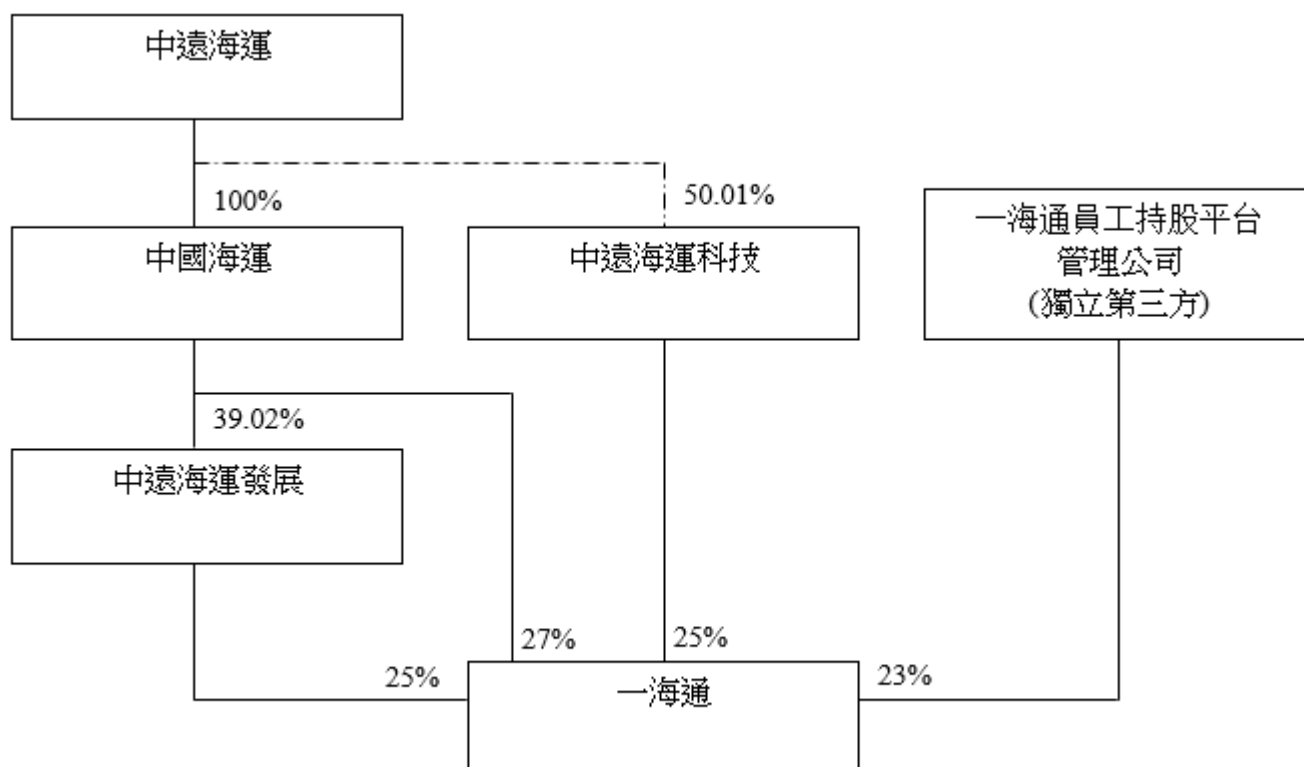 中遠海運
100%
50.01%
中國海運
中遠海運科技
一海通員工持股平台
管理公司
(獨立第三方)
39.02%
中遠海運發展
27%
25%
25%
一海通
23%